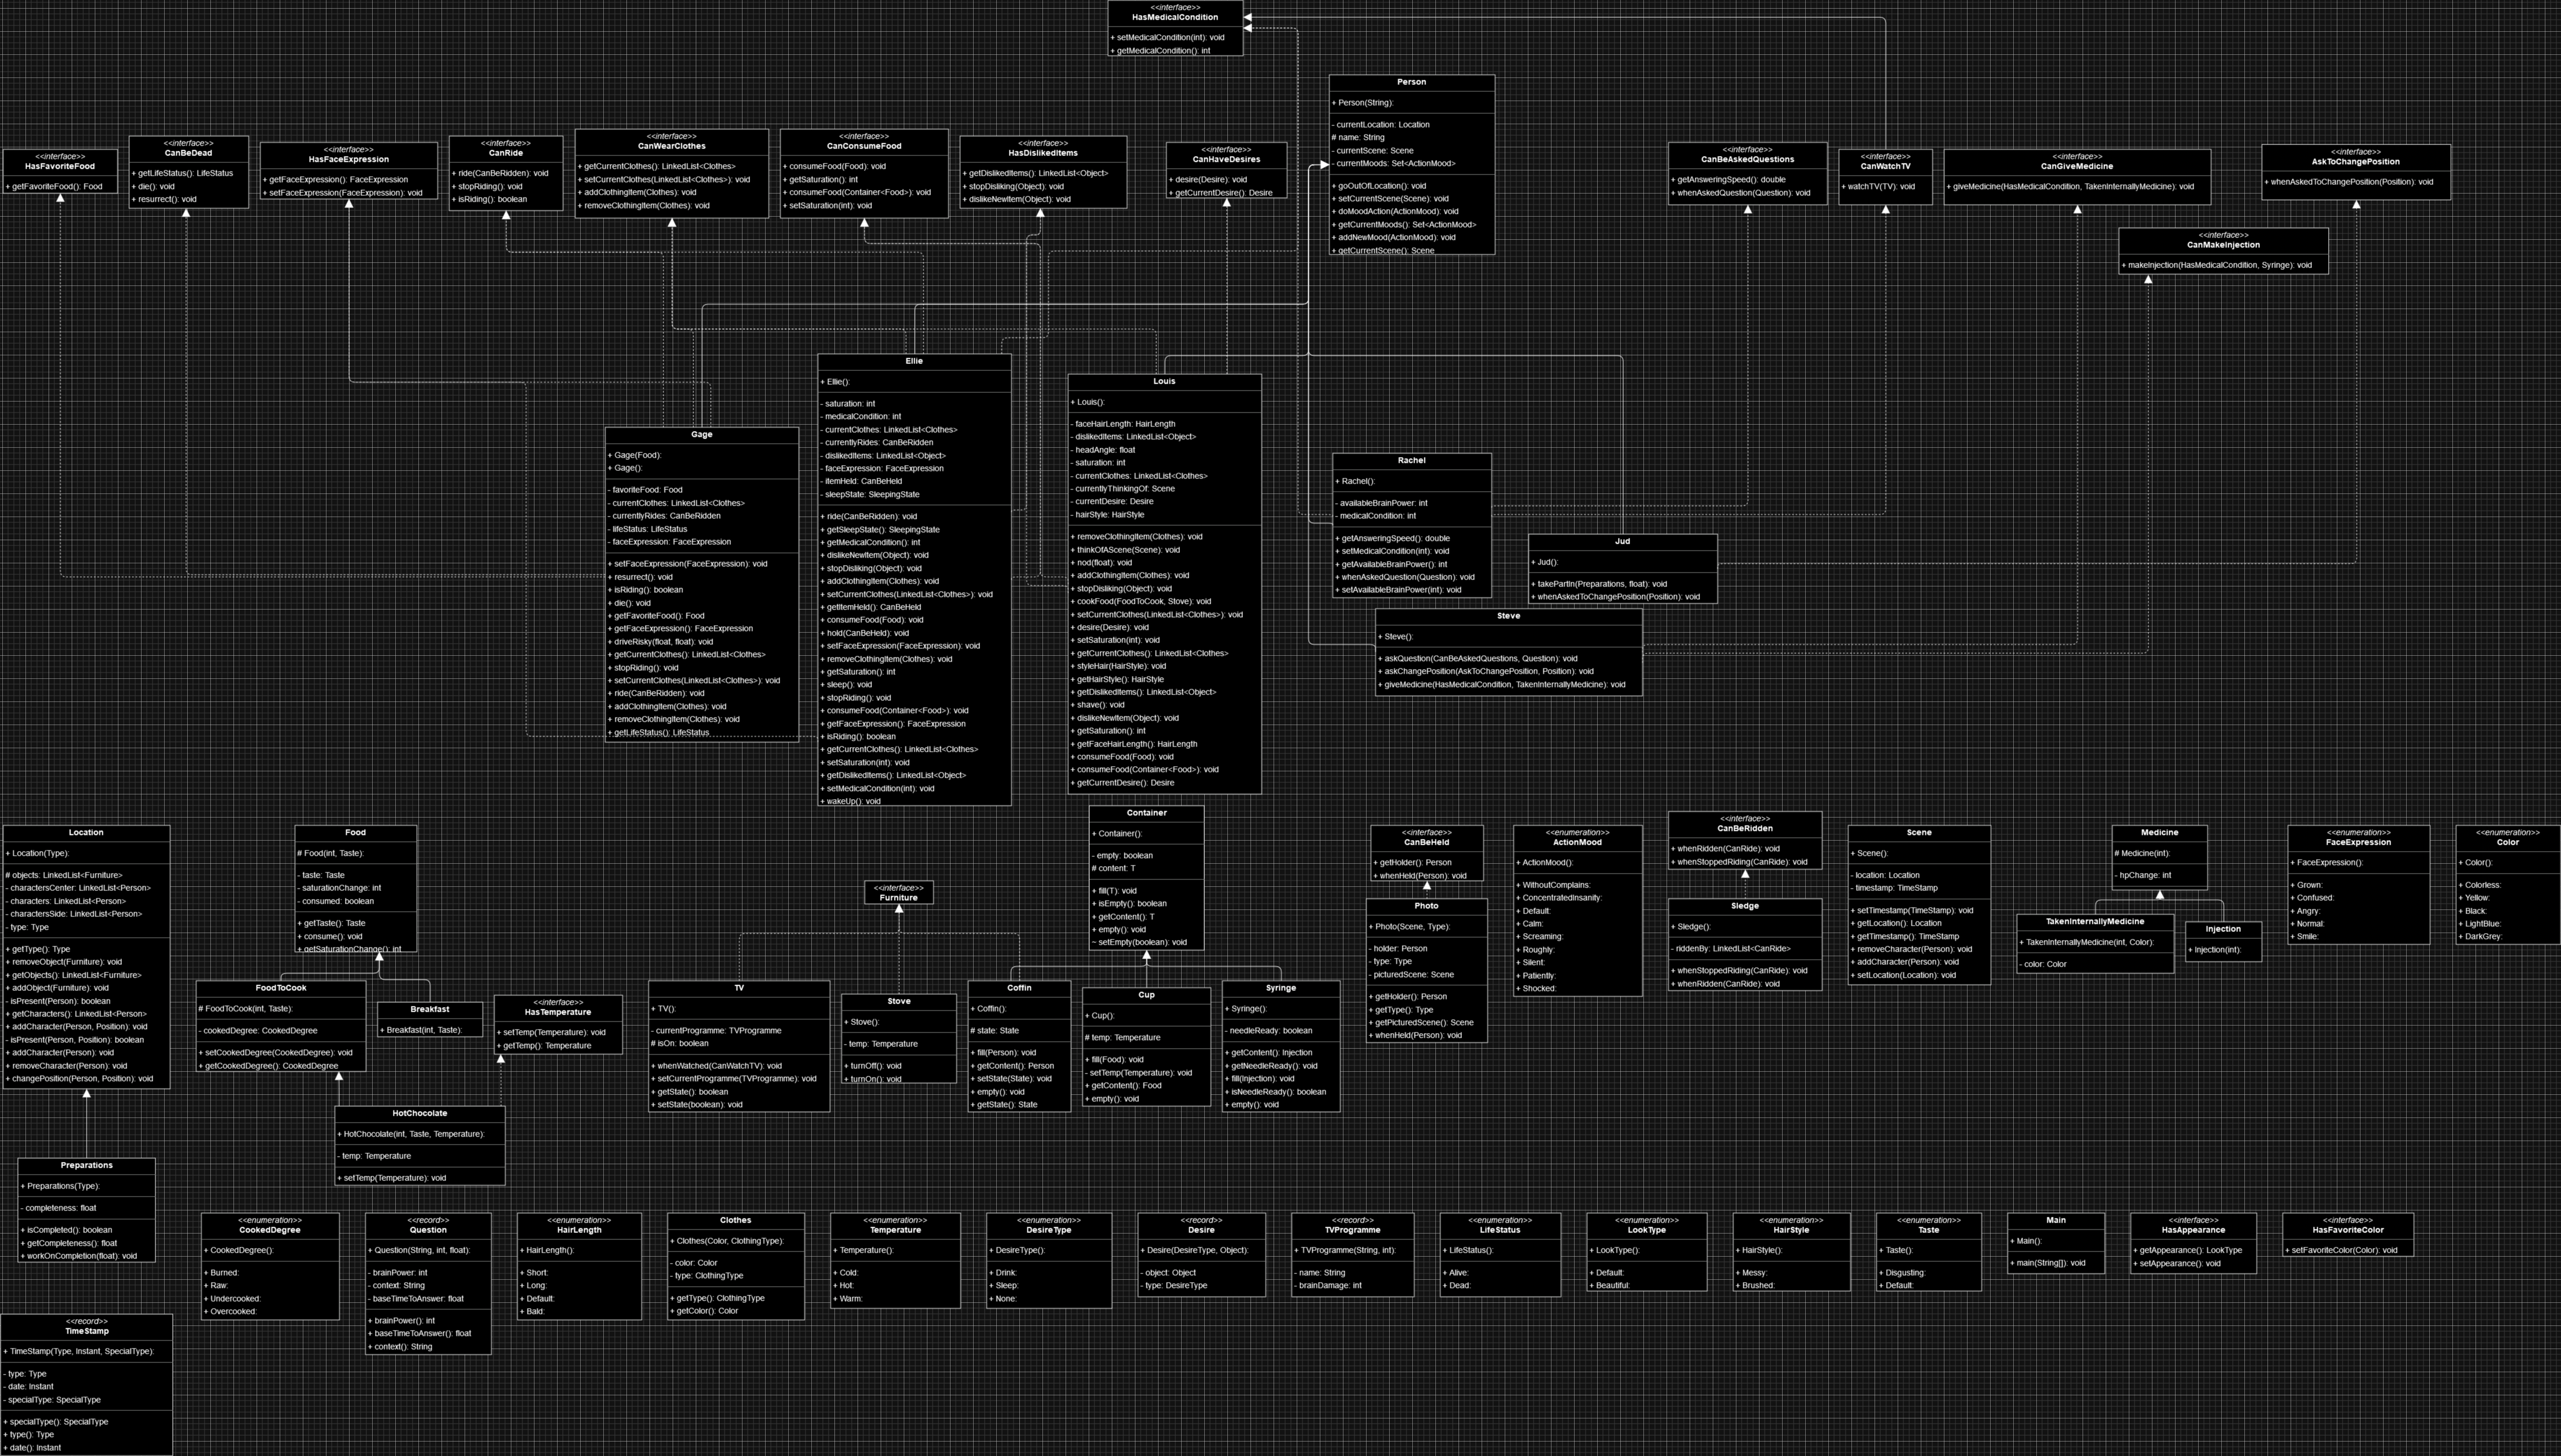 <<interface>>
HasMedicalCondition
+ setMedicalCondition(int): void
+ getMedicalCondition(): int
Person
+ Person(String):
- currentLocation: Location
# name: String
- currentScene: Scene
- currentMoods: Set<ActionMood>
+ goOutOfLocation(): void
+ setCurrentScene(Scene): void
+ doMoodAction(ActionMood): void
+ getCurrentMoods(): Set<ActionMood>
+ addNewMood(ActionMood): void
+ getCurrentScene(): Scene
<<interface>>
HasFavoriteFood
+ getFavoriteFood(): Food
<<interface>>
CanBeDead
+ getLifeStatus(): LifeStatus
+ die(): void
+ resurrect(): void
<<interface>>
HasFaceExpression
+ getFaceExpression(): FaceExpression
+ setFaceExpression(FaceExpression): void
<<interface>>
CanRide
+ ride(CanBeRidden): void
+ stopRiding(): void
+ isRiding(): boolean
<<interface>>
CanWearClothes
+ getCurrentClothes(): LinkedList<Clothes>
+ setCurrentClothes(LinkedList<Clothes>): void
+ addClothingItem(Clothes): void
+ removeClothingItem(Clothes): void
<<interface>>
CanConsumeFood
+ consumeFood(Food): void
+ getSaturation(): int
+ consumeFood(Container<Food>): void
+ setSaturation(int): void
<<interface>>
HasDislikedItems
+ getDislikedItems(): LinkedList<Object>
+ stopDisliking(Object): void
+ dislikeNewItem(Object): void
<<interface>>
CanHaveDesires
+ desire(Desire): void
+ getCurrentDesire(): Desire
<<interface>>
CanBeAskedQuestions
+ getAnsweringSpeed(): double
+ whenAskedQuestion(Question): void
<<interface>>
CanWatchTV
+ watchTV(TV): void
<<interface>>
CanGiveMedicine
+ giveMedicine(HasMedicalCondition, TakenInternallyMedicine): void
<<interface>>
AskToChangePosition
+ whenAskedToChangePosition(Position): void
<<interface>>
CanMakeInjection
+ makeInjection(HasMedicalCondition, Syringe): void
Gage
+ Gage(Food):
+ Gage():
- favoriteFood: Food
- currentClothes: LinkedList<Clothes>
- currentlyRides: CanBeRidden
- lifeStatus: LifeStatus
- faceExpression: FaceExpression
+ setFaceExpression(FaceExpression): void
+ resurrect(): void
+ isRiding(): boolean
+ die(): void
+ getFavoriteFood(): Food
+ getFaceExpression(): FaceExpression
+ driveRisky(float, float): void
+ getCurrentClothes(): LinkedList<Clothes>
+ stopRiding(): void
+ setCurrentClothes(LinkedList<Clothes>): void
+ ride(CanBeRidden): void
+ addClothingItem(Clothes): void
+ removeClothingItem(Clothes): void
+ getLifeStatus(): LifeStatus
Ellie
+ Ellie():
- saturation: int
- medicalCondition: int
- currentClothes: LinkedList<Clothes>
- currentlyRides: CanBeRidden
- dislikedItems: LinkedList<Object>
- faceExpression: FaceExpression
- itemHeld: CanBeHeld
- sleepState: SleepingState
+ ride(CanBeRidden): void
+ getSleepState(): SleepingState
+ getMedicalCondition(): int
+ dislikeNewItem(Object): void
+ stopDisliking(Object): void
+ addClothingItem(Clothes): void
+ setCurrentClothes(LinkedList<Clothes>): void
+ getItemHeld(): CanBeHeld
+ consumeFood(Food): void
+ hold(CanBeHeld): void
+ setFaceExpression(FaceExpression): void
+ removeClothingItem(Clothes): void
+ getSaturation(): int
+ sleep(): void
+ stopRiding(): void
+ consumeFood(Container<Food>): void
+ getFaceExpression(): FaceExpression
+ isRiding(): boolean
+ getCurrentClothes(): LinkedList<Clothes>
+ setSaturation(int): void
+ getDislikedItems(): LinkedList<Object>
+ setMedicalCondition(int): void
+ wakeUp(): void
Louis
+ Louis():
- faceHairLength: HairLength
- dislikedItems: LinkedList<Object>
- headAngle: float
- saturation: int
- currentClothes: LinkedList<Clothes>
- currentlyThinkingOf: Scene
- currentDesire: Desire
- hairStyle: HairStyle
+ removeClothingItem(Clothes): void
+ thinkOfAScene(Scene): void
+ nod(float): void
+ addClothingItem(Clothes): void
+ stopDisliking(Object): void
+ cookFood(FoodToCook, Stove): void
+ setCurrentClothes(LinkedList<Clothes>): void
+ desire(Desire): void
+ setSaturation(int): void
+ getCurrentClothes(): LinkedList<Clothes>
+ styleHair(HairStyle): void
+ getHairStyle(): HairStyle
+ getDislikedItems(): LinkedList<Object>
+ shave(): void
+ dislikeNewItem(Object): void
+ getSaturation(): int
+ getFaceHairLength(): HairLength
+ consumeFood(Food): void
+ consumeFood(Container<Food>): void
+ getCurrentDesire(): Desire
Rachel
+ Rachel():
- availableBrainPower: int
- medicalCondition: int
+ getAnsweringSpeed(): double
+ setMedicalCondition(int): void
+ getAvailableBrainPower(): int
+ whenAskedQuestion(Question): void
+ setAvailableBrainPower(int): void
Jud
+ Jud():
+ takePartIn(Preparations, float): void
+ whenAskedToChangePosition(Position): void
Steve
+ Steve():
+ askQuestion(CanBeAskedQuestions, Question): void
+ askChangePosition(AskToChangePosition, Position): void
+ giveMedicine(HasMedicalCondition, TakenInternallyMedicine): void
Location
+ Location(Type):
# objects: LinkedList<Furniture>
- charactersCenter: LinkedList<Person>
- characters: LinkedList<Person>
- charactersSide: LinkedList<Person>
- type: Type
+ getType(): Type
+ removeObject(Furniture): void
+ getObjects(): LinkedList<Furniture>
+ addObject(Furniture): void
- isPresent(Person): boolean
+ getCharacters(): LinkedList<Person>
+ addCharacter(Person, Position): void
- isPresent(Person, Position): boolean
+ addCharacter(Person): void
+ removeCharacter(Person): void
+ changePosition(Person, Position): void
Food
# Food(int, Taste):
- taste: Taste
- saturationChange: int
- consumed: boolean
+ getTaste(): Taste
+ consume(): void
+ getSaturationChange(): int
FoodToCook
# FoodToCook(int, Taste):
- cookedDegree: CookedDegree
+ setCookedDegree(CookedDegree): void
+ getCookedDegree(): CookedDegree
Breakfast
+ Breakfast(int, Taste):
<<interface>>
HasTemperature
+ setTemp(Temperature): void
+ getTemp(): Temperature
HotChocolate
+ HotChocolate(int, Taste, Temperature):
- temp: Temperature
+ setTemp(Temperature): void
<<interface>>
Furniture
TV
+ TV():
- currentProgramme: TVProgramme
# isOn: boolean
+ whenWatched(CanWatchTV): void
+ setCurrentProgramme(TVProgramme): void
+ getState(): boolean
+ setState(boolean): void
Stove
+ Stove():
- temp: Temperature
+ turnOff(): void
+ turnOn(): void
Container
+ Container():
- empty: boolean
# content: T
+ fill(T): void
+ isEmpty(): boolean
+ getContent(): T
+ empty(): void
~ setEmpty(boolean): void
Coffin
+ Coffin():
# state: State
+ fill(Person): void
+ getContent(): Person
+ setState(State): void
+ empty(): void
+ getState(): State
Cup
+ Cup():
# temp: Temperature
+ fill(Food): void
- setTemp(Temperature): void
+ getContent(): Food
+ empty(): void
Syringe
+ Syringe():
- needleReady: boolean
+ getContent(): Injection
+ getNeedleReady(): void
+ fill(Injection): void
+ isNeedleReady(): boolean
+ empty(): void
<<interface>>
CanBeHeld
+ getHolder(): Person
+ whenHeld(Person): void
Photo
+ Photo(Scene, Type):
- holder: Person
- type: Type
- picturedScene: Scene
+ getHolder(): Person
+ getType(): Type
+ getPicturedScene(): Scene
+ whenHeld(Person): void
<<enumeration>>
ActionMood
+ ActionMood():
+ WithoutComplains:
+ ConcentratedInsanity:
+ Default:
+ Calm:
+ Screaming:
+ Roughly:
+ Silent:
+ Patiently:
+ Shocked:
<<interface>>
CanBeRidden
+ whenRidden(CanRide): void
+ whenStoppedRiding(CanRide): void
Sledge
+ Sledge():
- riddenBy: LinkedList<CanRide>
+ whenStoppedRiding(CanRide): void
+ whenRidden(CanRide): void
Scene
+ Scene():
- location: Location
- timestamp: TimeStamp
+ setTimestamp(TimeStamp): void
+ getLocation(): Location
+ getTimestamp(): TimeStamp
+ removeCharacter(Person): void
+ addCharacter(Person): void
+ setLocation(Location): void
Medicine
# Medicine(int):
- hpChange: int
TakenInternallyMedicine
+ TakenInternallyMedicine(int, Color):
- color: Color
Injection
+ Injection(int):
<<enumeration>>
FaceExpression
+ FaceExpression():
+ Grown:
+ Confused:
+ Angry:
+ Normal:
+ Smile:
<<enumeration>>
Color
+ Color():
+ Colorless:
+ Yellow:
+ Black:
+ LightBlue:
+ DarkGrey:
Preparations
+ Preparations(Type):
- completeness: float
+ isCompleted(): boolean
+ getCompleteness(): float
+ workOnCompletion(float): void
<<enumeration>>
CookedDegree
+ CookedDegree():
+ Burned:
+ Raw:
+ Undercooked:
+ Overcooked:
<<record>>
Question
+ Question(String, int, float):
- brainPower: int
- context: String
- baseTimeToAnswer: float
+ brainPower(): int
+ baseTimeToAnswer(): float
+ context(): String
<<enumeration>>
HairLength
+ HairLength():
+ Short:
+ Long:
+ Default:
+ Bald:
Clothes
+ Clothes(Color, ClothingType):
- color: Color
- type: ClothingType
+ getType(): ClothingType
+ getColor(): Color
<<enumeration>>
Temperature
+ Temperature():
+ Cold:
+ Hot:
+ Warm:
<<enumeration>>
DesireType
+ DesireType():
+ Drink:
+ Sleep:
+ None:
<<record>>
Desire
+ Desire(DesireType, Object):
- object: Object
- type: DesireType
<<record>>
TVProgramme
+ TVProgramme(String, int):
- name: String
- brainDamage: int
<<enumeration>>
LifeStatus
+ LifeStatus():
+ Alive:
+ Dead:
<<enumeration>>
LookType
+ LookType():
+ Default:
+ Beautiful:
<<enumeration>>
HairStyle
+ HairStyle():
+ Messy:
+ Brushed:
<<enumeration>>
Taste
+ Taste():
+ Disgusting:
+ Default:
Main
+ Main():
+ main(String[]): void
<<interface>>
HasAppearance
+ getAppearance(): LookType
+ setAppearance(): void
<<interface>>
HasFavoriteColor
+ setFavoriteColor(Color): void
<<record>>
TimeStamp
+ TimeStamp(Type, Instant, SpecialType):
- type: Type
- date: Instant
- specialType: SpecialType
+ specialType(): SpecialType
+ type(): Type
+ date(): Instant